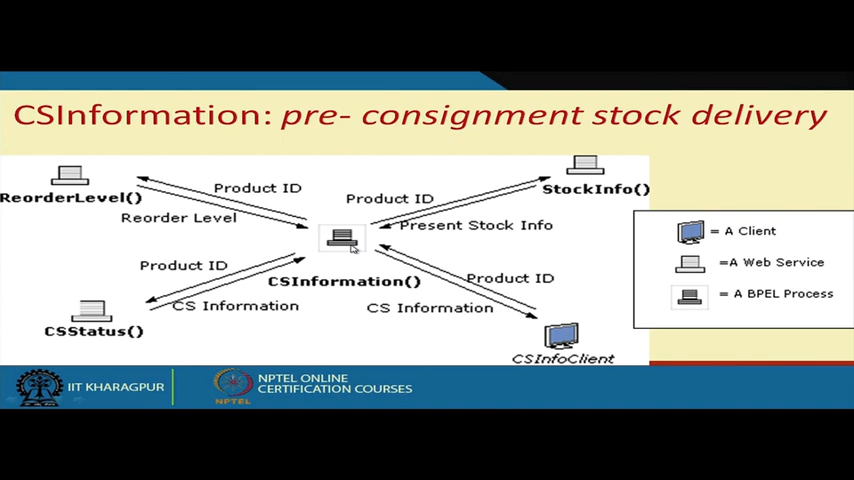 CSInformation: pre- consignment stock delivery
Product ID
ReorderLevel()
Reorder Level
Product ID
StockInfo()
Present Stock Info
= A Client
=A Web Service
= A BPEL Process
Product ID
CS Information
CSStatus()
CSInformation()
Product ID
CS Information
CSInfoClient
IIT KHARAGPUR
NPTEL
NPTEL ONLINE
CERTIFICATION COURSES